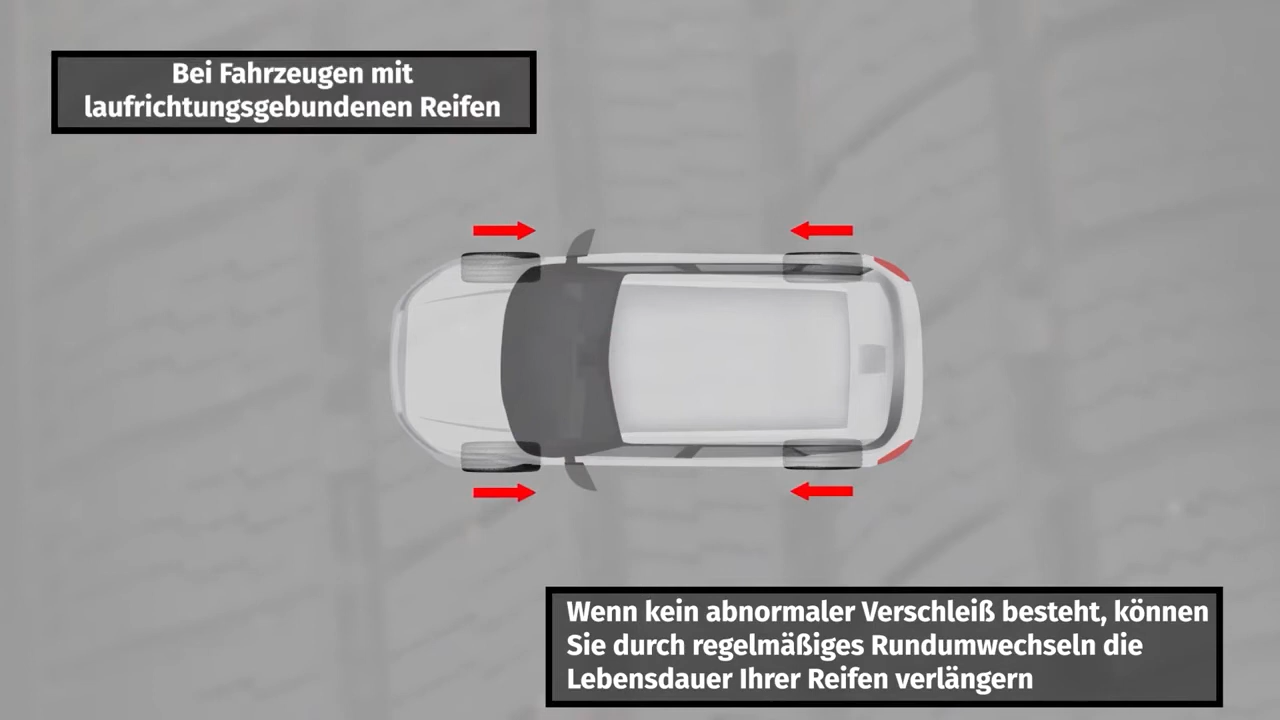 Bei Fahrzeugen mit
laufrichtungsgebundenen Reifen
Wenn kein abnormaler Verschleiß besteht, können
Sie durch regelmäßiges Rundumwechseln die
Lebensdauer Ihrer Reifen verlängern